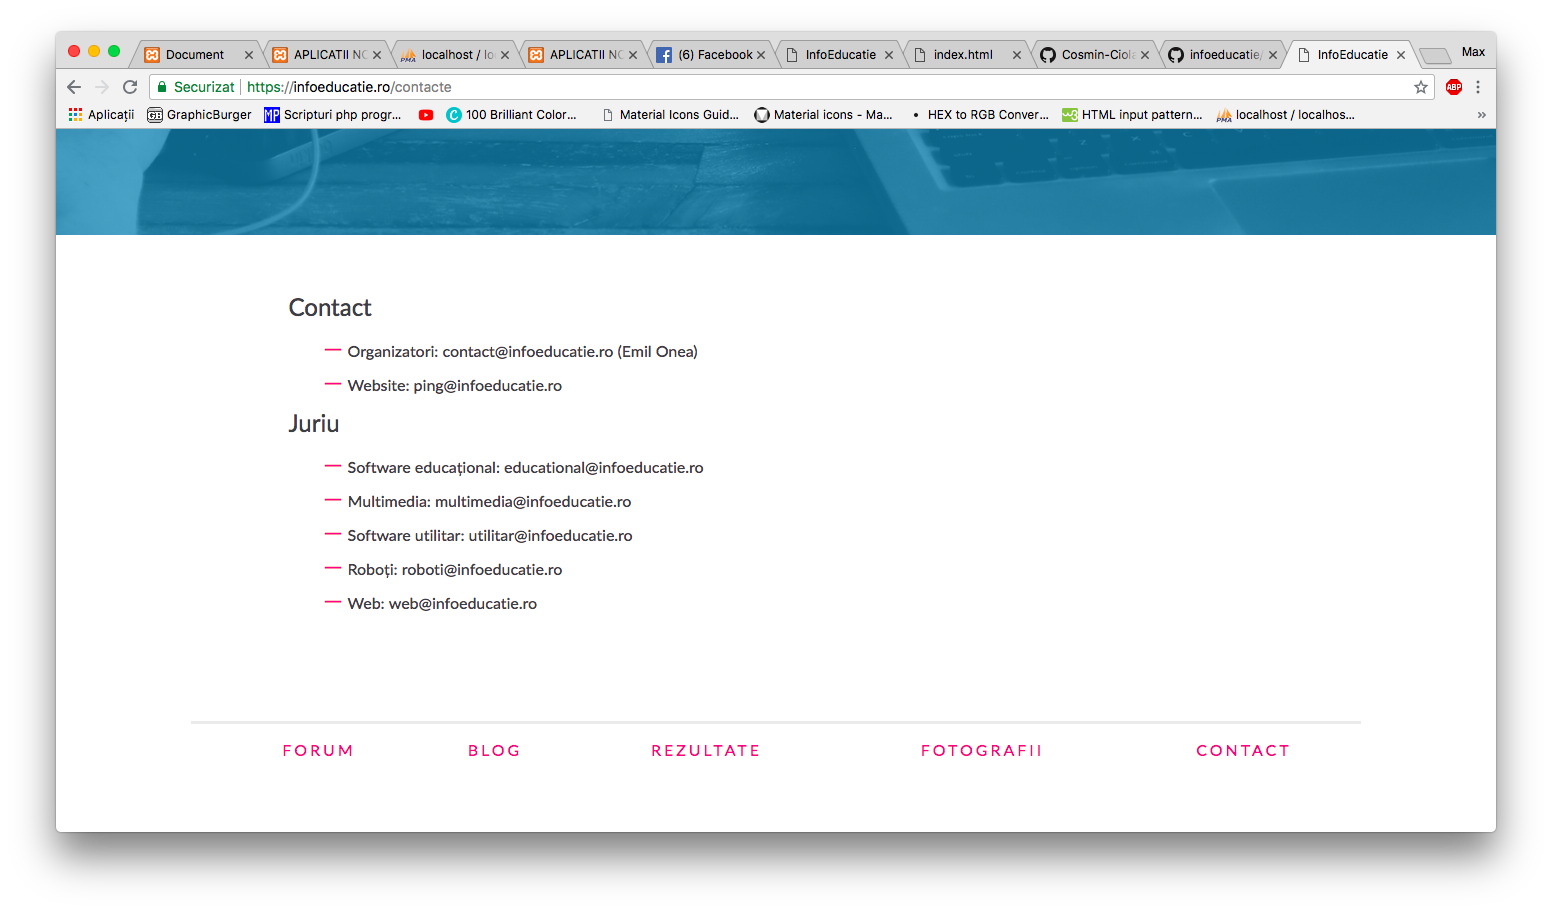 Document
APLICATII NO
localhost / lo
APLICATII NO
(6) Facebook
InfoEducatie
index.html
Cosmin-Ciola
infoeducatie/
InfoEducatie
Max
Securizat
https://infoeducatie.ro/contacte
ABP
Aplicații
GraphicBurger
MP Scripturi php progr...
C 100 Brilliant Color...
Material Icons Guid...
Material icons - Ma...
HEX to RGB Conver...
HTML input pattern...
PMA localhost / localhos...
»
Contact
Organizatori: contact@infoeducatie.ro (Emil Onea)
Website: ping@infoeducatie.ro
Juriu
Software educațional: educational@infoeducatie.ro
Multimedia: multimedia@infoeducatie.ro
Software utilitar: utilitar@infoeducatie.ro
Roboți: roboti@infoeducatie.ro
Web: web@infoeducatie.ro
FORUM
BLOG
REZULTATE
FOTOGRAFII
CONTACT